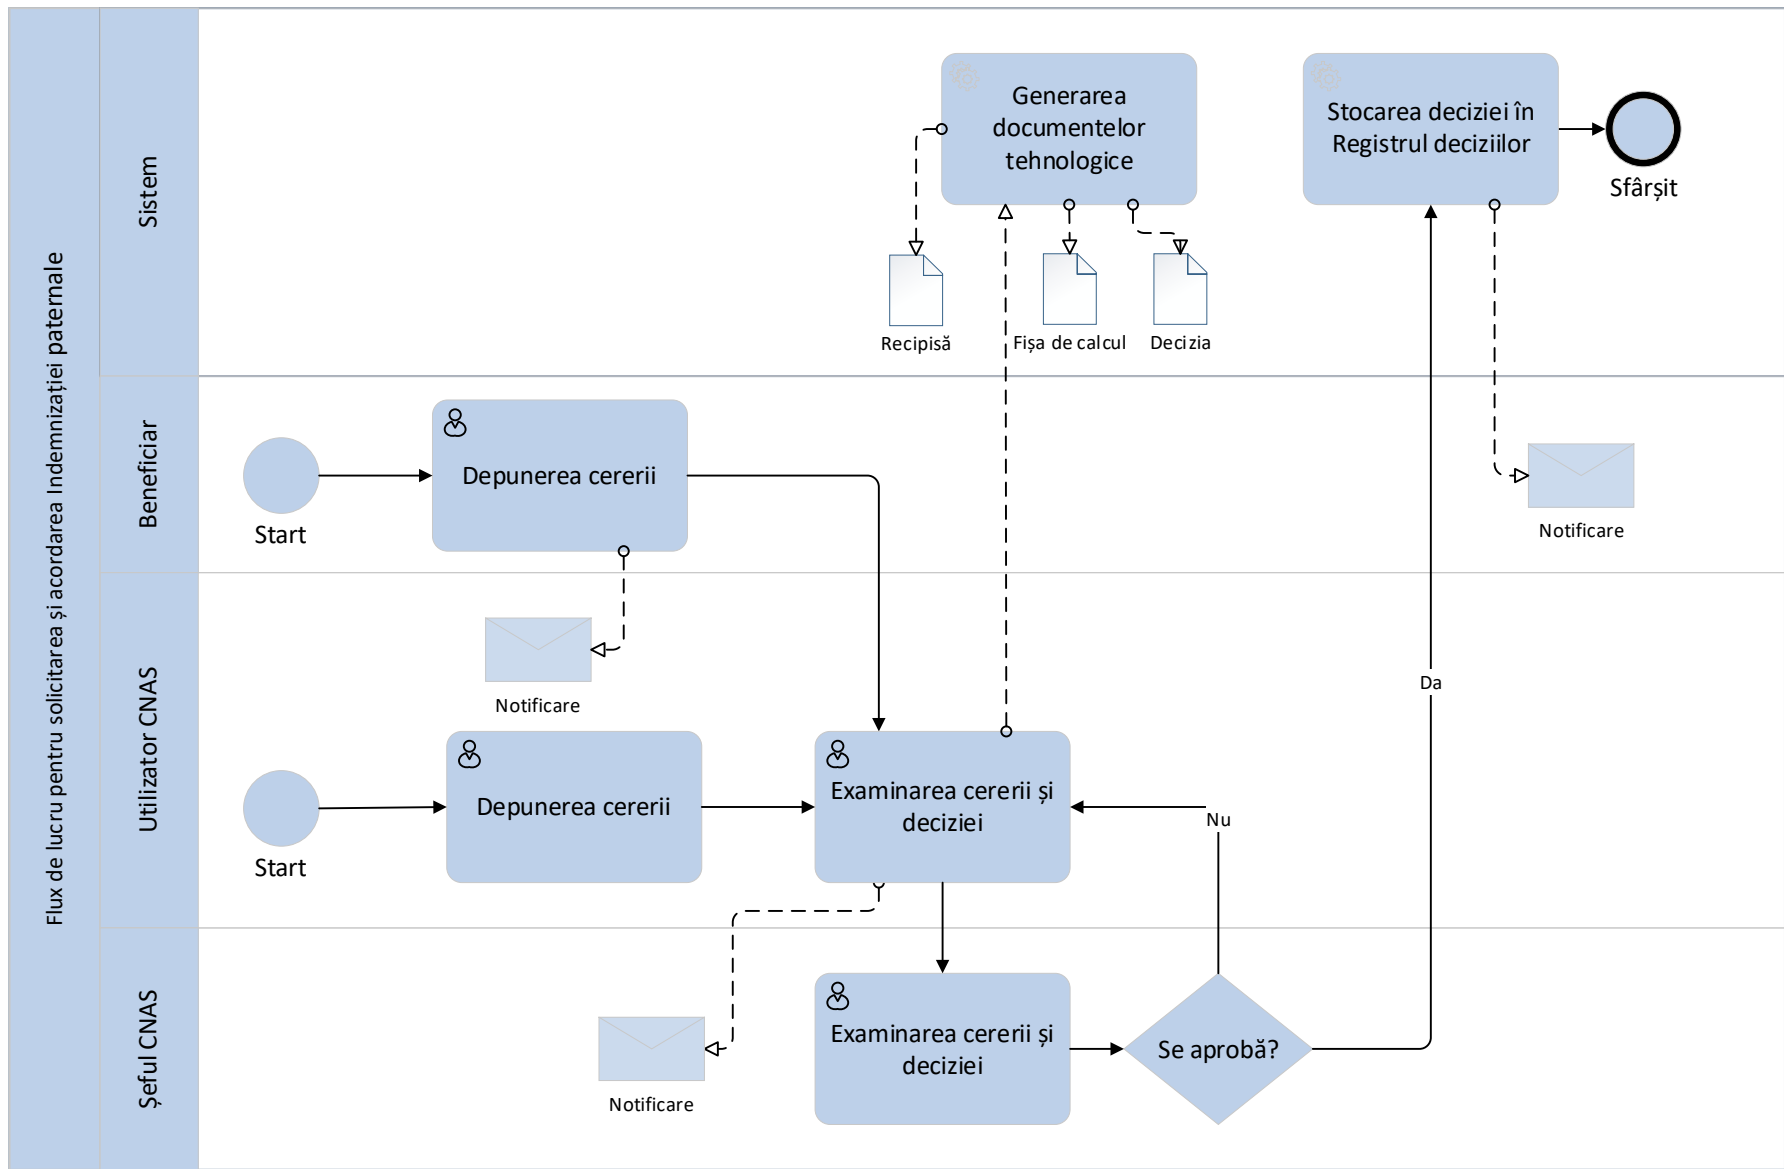 Flux de lucru pentru solicitarea și acordarea Indemnizației paternale
Sistem
Generarea
documentelor
tehnologice
Stocarea deciziei în
Registrul deciziilor
Sfârșit
Recipisă
Fișa de calcul
Decizia
Beneficiar
Start
Depunerea cererii
Notificare
Utilizator CNAS
Notificare
Start
Depunerea cererii
Examinarea cererii și
deciziei
Nu
Da
Șeful CNAS
Notificare
Examinarea cererii și
deciziei
Se aprobă?